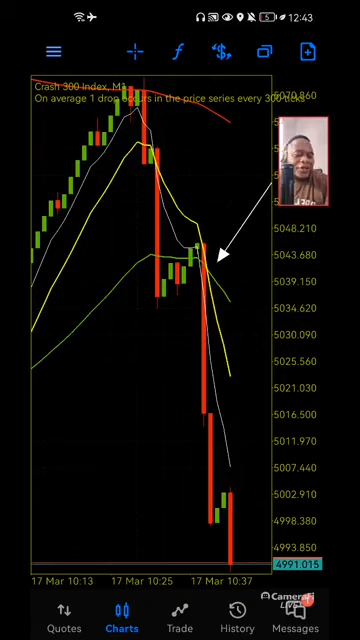 5
12:43
Crash 300 Index, M1
On average 1 drop occurs in the price series every 300 ticks
5070.860
5048.210
5043.680
5039.150
5034.620
5030.090
5025.560
5021.030
5016.500
5011.970
5007.440
5002.910
4998.380
4993.850
4991.015
17 Mar 10:13
17 Mar 10:25
17 Mar 10:37
CameraFi
LIVE
Quotes
Charts
Trade
History
Messages